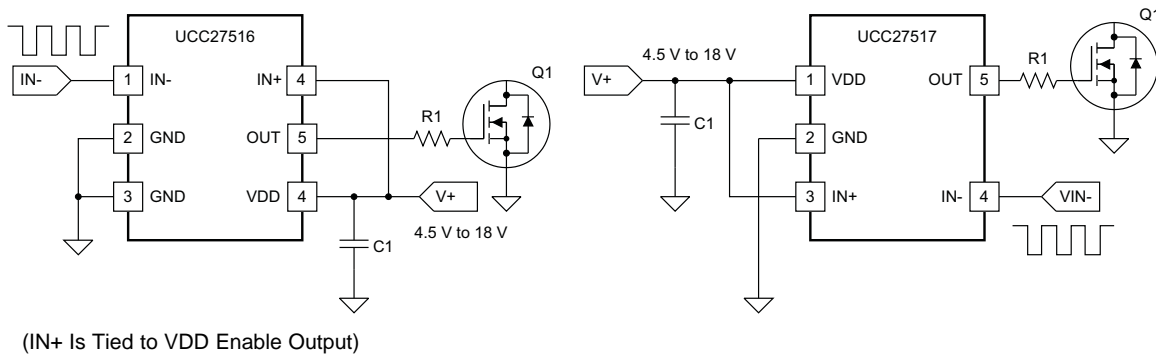 UCC27516
IN-
1
IN-
IN+
4
2
GND
OUT
5
R1
Q1
3
GND
VDD
4
V+
4.5 V to 18 V
C1
UCC27517
4.5 V to 18 V
V+
1
VDD
OUT
5
R1
Q1
C1
2
GND
3
IN+
IN-
4
VIN-
(IN+ Is Tied to VDD Enable Output)